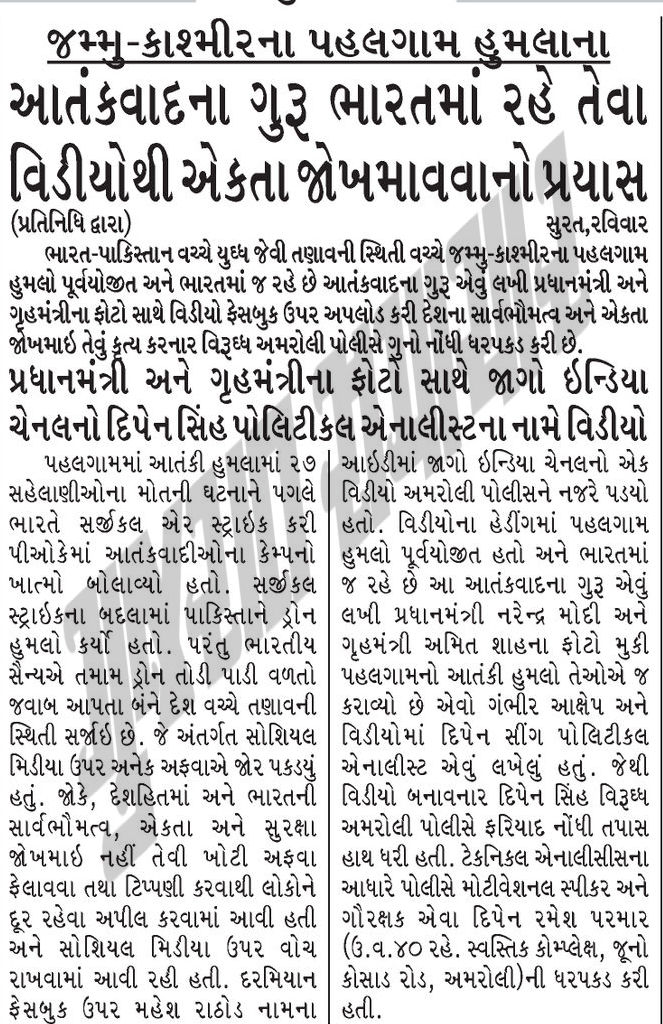 જમ્મુ-કાશ્મીરના પહલગામ હુમલાના
આતંકવાદના ગુરૂ ભારતમાં રહે તેવા
વિડીયોથી એકતા જોખમાવવાનો પ્રયાસ
(પ્રતિનિધિ દ્વારા) સુરત,રવિવાર
ભારત-પાકિસ્તાન વચ્ચે યુધ્ધ જેવી તણાવની સ્થિતી વચ્ચે જમ્મુ-કાશ્મીરના પહલગામ
હુમલો પૂર્વયોજીત અને ભારતમાં જ રહે છે આતંકવાદના ગુરૂ એવું લખી પ્રધાનમંત્રી અને
ગૃહમંત્રીના ફોટો સાથે વિડીયો ફેસબુક ઉપર અપલોડ કરી દેશના સાર્વભૌમત્વ અને એકતા
જોખમાઇ તેવું કૃત્ય કરનાર વિરૂધ્ધ અમરોલી પોલીસે ગુનો નોંધી ધરપકડ કરી છે.
પ્રધાનમંત્રી અને ગૃહમંત્રીના ફોટો સાથે જાગો ઇન્ડિયા
ચેનલનો દિપેન સિંહ પોલિટીકલ એનાલીસ્ટના નામે વિડીયો
પહલગામમાં આતંકી હુમલામાં ૨૭
સહેલાણીઓના મોતની ઘટનાને પગલે
ભારતે સર્જીકલ એર સ્ટ્રાઇક કરી
પીઓકેમાં આતંકવાદીઓના કેમ્પનો
ખાત્મો બોલાવ્યો હતો. સર્જીકલ
સ્ટ્રાઇકના બદલામાં પાકિસ્તાને ડ્રોન
હુમલો કર્યો હતો. પરંતુ ભારતીય
સૈન્યએ તમામ ડ્રોન તોડી પાડી વળતો
જવાબ આપતા બંને દેશ વચ્ચે તણાવની
સ્થિતી સર્જાઇ છે. જે અંતર્ગત સોશિયલ
મિડીયા ઉપર અનેક અફવાએ જોર પકડયું
હતું. જોકે, દેશહિતમાં અને ભારતની
સાર્વભૌમત્વ, એકતા અને સુરક્ષા
જોખમાઇ નહીં તેવી ખોટી અફવા
ફેલાવવા તથા ટિપ્પણી કરવાથી લોકોને
દૂર રહેવા અપીલ કરવામાં આવી હતી
અને સોશિયલ મિડીયા ઉપર વોચ
રાખવામાં આવી રહી હતી. દરમિયાન
ફેસબુક ઉપર મહેશ રાઠોડ નામના
આઇડીમાં જાગો ઇન્ડિયા ચેનલનો એક
વિડીયો અમરોલી પોલીસને નજરે પડયો
હતો. વિડીયોના હેડીંગમાં પહલગામ
હુમલો પૂર્વયોજીત હતો અને ભારતમાં
જ રહે છે આ આતંકવાદના ગુરૂ એવું
લખી પ્રધાનમંત્રી નરેન્દ્ર મોદી અને
ગૃહમંત્રી અમિત શાહના ફોટો મુકી
પહલગામનો આતંકી હુમલો તેઓએ જ
કરાવ્યો છે એવો ગંભીર આક્ષેપ અને
વિડીયોમાં દિપેન સીંગ પોલિટીકલ
એનાલીસ્ટ એવું લખેલું હતું. જેથી
વિડીયો બનાવનાર દિપેન સિંહ વિરૂધ્ધ
અમરોલી પોલીસે ફરિયાદ નોંધી તપાસ
હાથ ધરી હતી. ટેકનિકલ એનાલીસીસના
આધારે પોલીસે મોટીવેશનલ સ્પીકર અને
ગૌરક્ષક એવા દિપેન રમેશ પરમાર
(ઉ.વ.૪૦ રહે. સ્વસ્તિક કોમ્પ્લેક્ષ, જૂનો
કોસાડ રોડ, અમરોલી)ની ધરપકડ કરી
હતી.